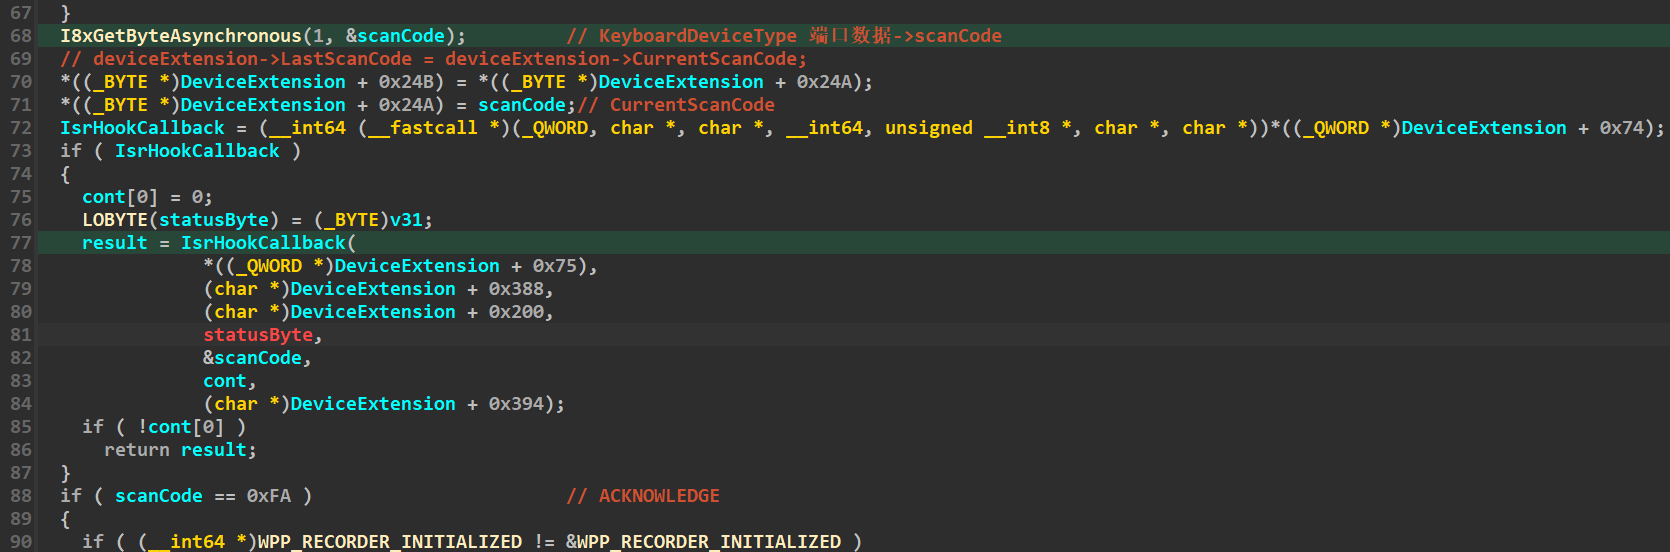 67 }
68 I8xGetByteAsynchronous(1, &scanCode); // KeyboardDeviceType 端口数据->scanCode
69 // deviceExtension->LastScanCode = deviceExtension->CurrentScanCode;
70 *((_BYTE *)DeviceExtension + 0x24B) = *((_BYTE *)DeviceExtension + 0x24A);
71 *((_BYTE *)DeviceExtension + 0x24A) = scanCode;// CurrentScanCode
72 IsrHookCallback = (__int64 (__fastcall *)(_QWORD, char *, char *, __int64, unsigned __int8 *, char *, char *))*((_QWORD *)DeviceExtension + 0x74);
73 if ( IsrHookCallback )
74 {
75 cont[0] = 0;
76 LOBYTE(statusByte) = (_BYTE)v31;
77 result = IsrHookCallback(
78 *((_QWORD *)DeviceExtension + 0x75),
79 (char *)DeviceExtension + 0x388,
80 (char *)DeviceExtension + 0x200,
81 statusByte,
82 &scanCode,
83 cont,
84 (char *)DeviceExtension + 0x394);
85 if ( !cont[0] )
86 return result;
87 }
88 if ( scanCode == 0xFA ) // ACKNOWLEDGE
89 {
90 if ( (__int64 *)WPP_RECORDER_INITIALIZED != &WPP_RECORDER_INITIALIZED )